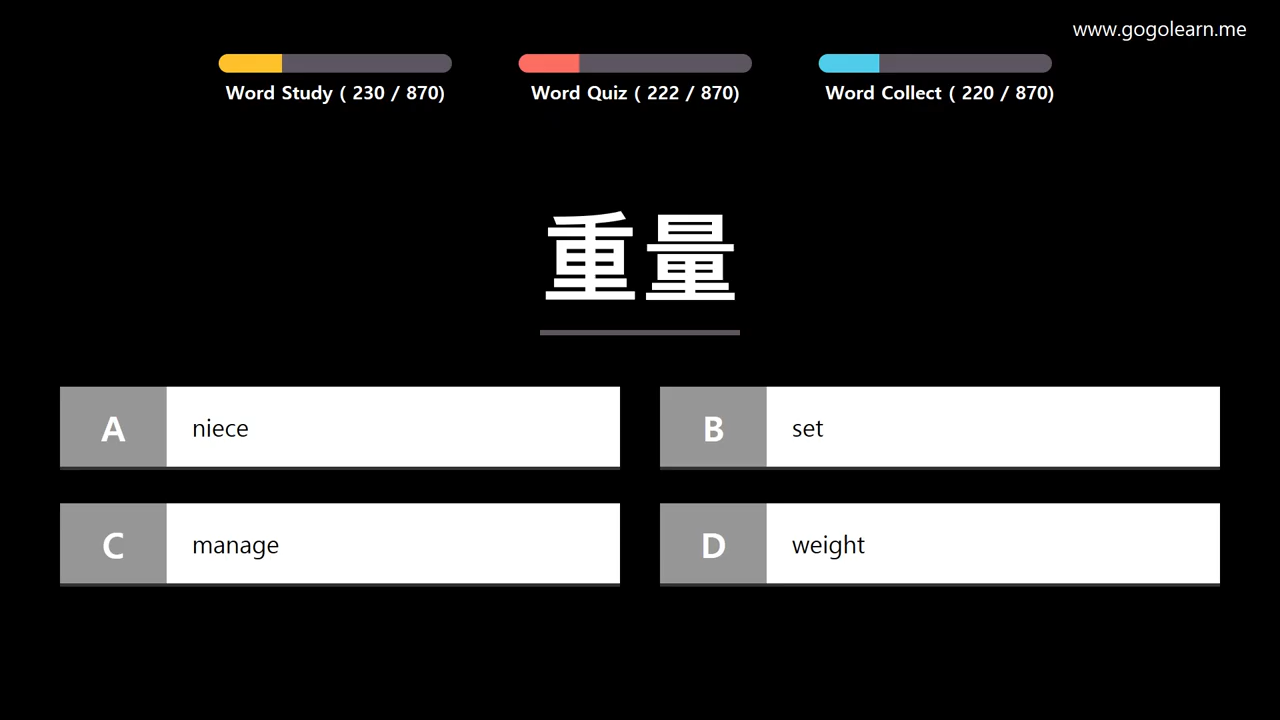 www.gogolearn.me
Word Study ( 230 / 870)
Word Quiz ( 222 / 870)
Word Collect ( 220 / 870)
重量
A niece
B set
C manage
D weight